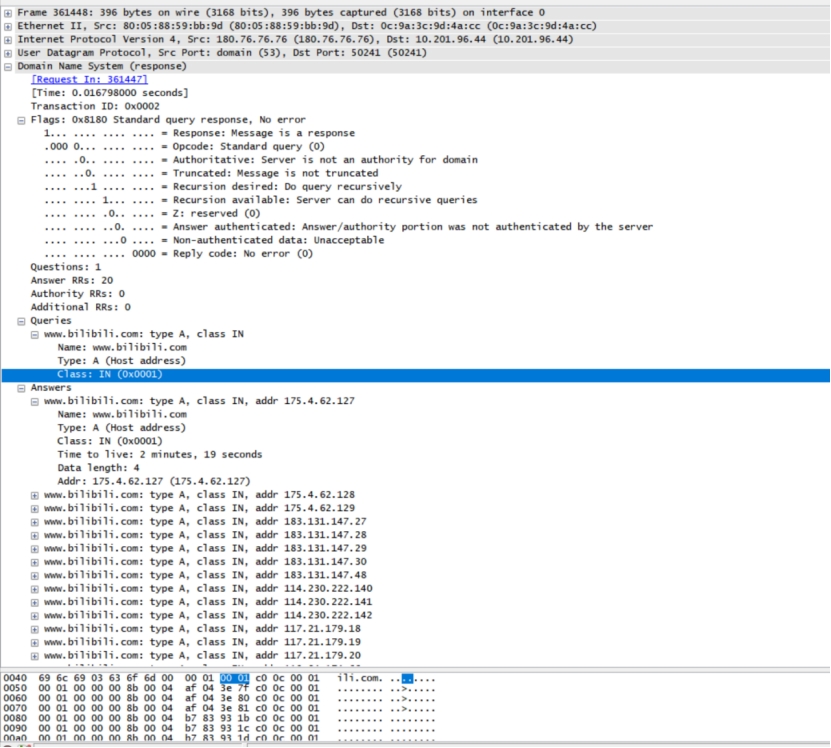 Frame 361448: 396 bytes on wire (3168 bits), 396 bytes captured (3168 bits) on interface 0
Ethernet II, Src: 80:05:88:59:bb:9d (80:05:88:59:bb:9d), Dst: 0c:9a:3c:9d:4a:cc (0c:9a:3c:9d:4a:cc)
Internet Protocol Version 4, Src: 180.76.76.76 (180.76.76.76), Dst: 10.201.96.44 (10.201.96.44)
User Datagram Protocol, Src Port: domain (53), Dst Port: 50241 (50241)
Domain Name System (response)
[Request In: 361447]
[Time: 0.016798000 seconds]
Transaction ID: 0x0002
Flags: 0x8180 Standard query response, No error
1... .... .... .... = Response: Message is a response
.000 0... .... .... = Opcode: Standard query (0)
.... .0.. .... .... = Authoritative: Server is not an authority for domain
.... ..0. .... .... = Truncated: Message is not truncated
.... ...1 .... .... = Recursion desired: Do query recursively
.... .... 1... .... = Recursion available: Server can do recursive queries
.... .... .0.. .... = Z: reserved (0)
.... .... ..0. .... = Answer authenticated: Answer/authority portion was not authenticated by the server
.... .... ...0 .... = Non-authenticated data: Unacceptable
.... .... .... 0000 = Reply code: No error (0)
Questions: 1
Answer RRs: 20
Authority RRs: 0
Additional RRs: 0
Queries
www.bilibili.com: type A, class IN
Name: www.bilibili.com
Type: A (Host address)
Class: IN (0x0001)
Answers
www.bilibili.com: type A, class IN, addr 175.4.62.127
Name: www.bilibili.com
Type: A (Host address)
Class: IN (0x0001)
Time to live: 2 minutes, 19 seconds
Data length: 4
Addr: 175.4.62.127 (175.4.62.127)
www.bilibili.com: type A, class IN, addr 175.4.62.128
www.bilibili.com: type A, class IN, addr 175.4.62.129
www.bilibili.com: type A, class IN, addr 183.131.147.27
www.bilibili.com: type A, class IN, addr 183.131.147.28
www.bilibili.com: type A, class IN, addr 183.131.147.29
www.bilibili.com: type A, class IN, addr 183.131.147.30
www.bilibili.com: type A, class IN, addr 183.131.147.48
www.bilibili.com: type A, class IN, addr 114.230.222.140
www.bilibili.com: type A, class IN, addr 114.230.222.141
www.bilibili.com: type A, class IN, addr 114.230.222.142
www.bilibili.com: type A, class IN, addr 117.21.179.18
www.bilibili.com: type A, class IN, addr 117.21.179.19
www.bilibili.com: type A, class IN, addr 117.21.179.20
0040 69 6c 69 03 63 6f 6d 00 00 01 00 01 c0 0c 00 01 ili.com. ........
0050 00 01 00 00 00 8b 00 04 af 04 3e 7f c0 0c 00 01 ........ ..>.....
0060 00 01 00 00 00 8b 00 04 af 04 3e 80 c0 0c 00 01 ........ ..>.....
0070 00 01 00 00 00 8b 00 04 af 04 3e 81 c0 0c 00 01 ........ ..>.....
0080 00 01 00 00 00 8b 00 04 b7 83 93 1b c0 0c 00 01 ........ ........
0090 00 01 00 00 00 8b 00 04 b7 83 93 1c c0 0c 00 01 ........ ........
00a0 00 01 00 00 00 8b 00 04 b7 83 93 1d c0 0c 00 01 ........ ........